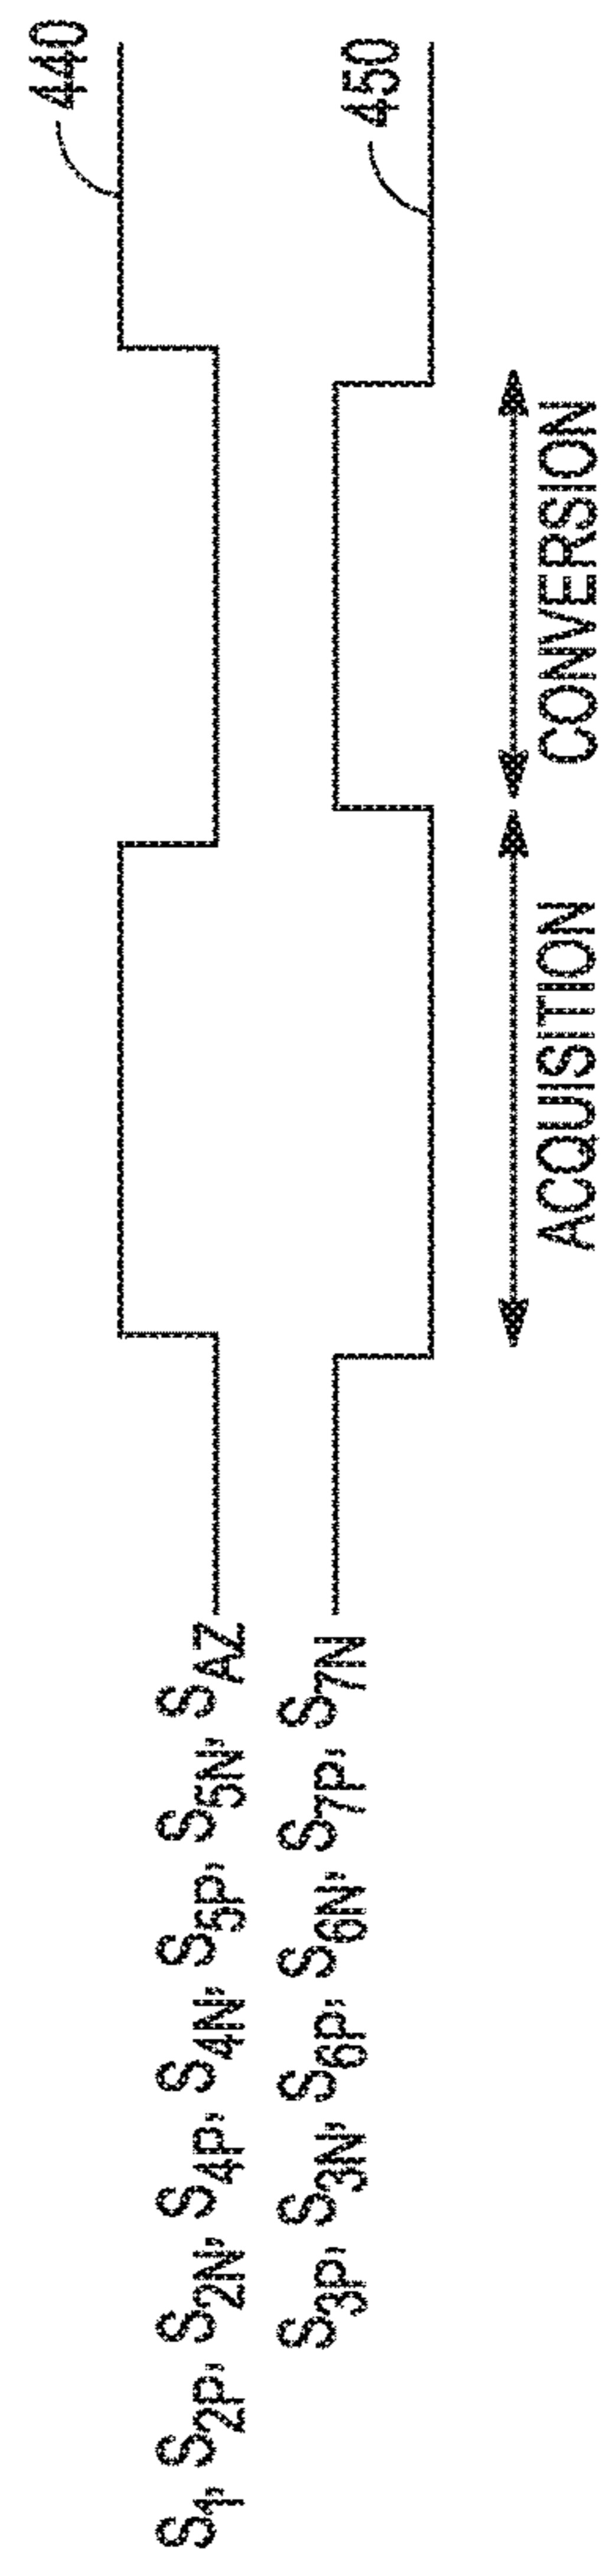 S1, S2P, S2N, S4P, S4N, S5P, S5N, SAZ
440
S3P, S3N, S6P, S6N, S7P, S7N
450
ACQUISITION
CONVERSION